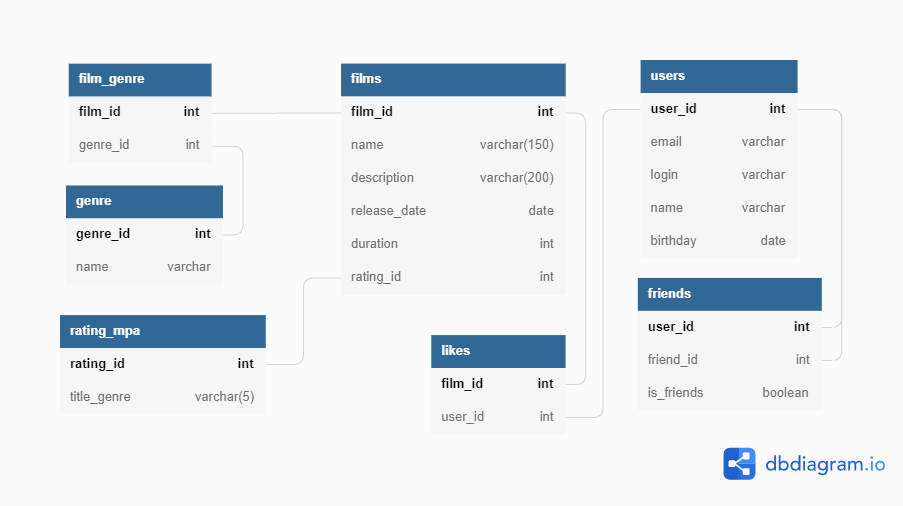 film_genre
film_id int
genre_id int
genre
genre_id int
name varchar
rating_mpa
rating_id int
title_genre varchar(5)
films
film_id int
name varchar(150)
description varchar(200)
release_date date
duration int
rating_id int
likes
film_id int
user_id int
users
user_id int
email varchar
login varchar
name varchar
birthday date
friends
user_id int
friend_id int
is_friends boolean
dbdiagram.io